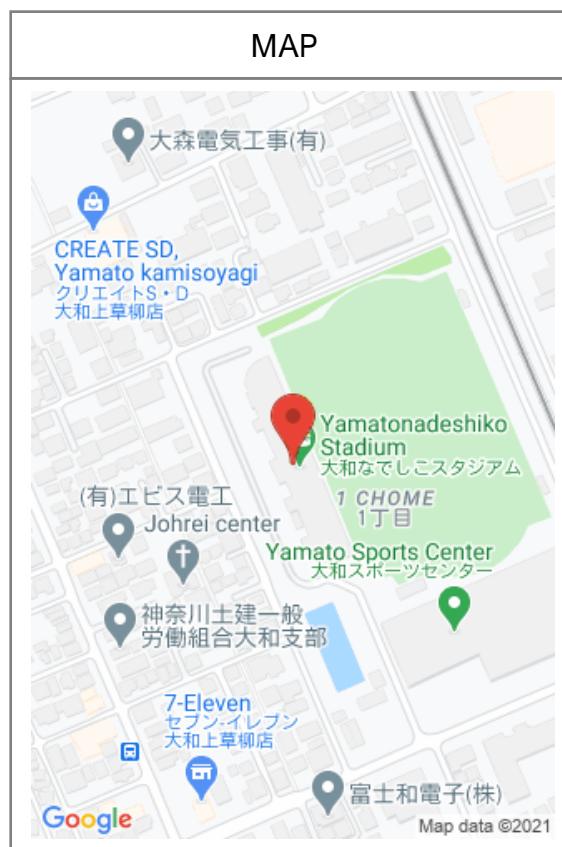 MAP
大森電気工事(有)
CREATE SD,
Yamato kamisoyagi
クリエイトS・D
大和上草柳店
Yamatonadeshiko
Stadium
大和なでしこスタジアム
1 CHOME
1丁目
(有)エビス電工
Johrei center
Yamato Sports Center
大和スポーツセンター
神奈川土建一般
労働組合大和支部
7-Eleven
セブン-イレブン
大和上草柳店
富士和電子(株)
Google
Map data ©2021